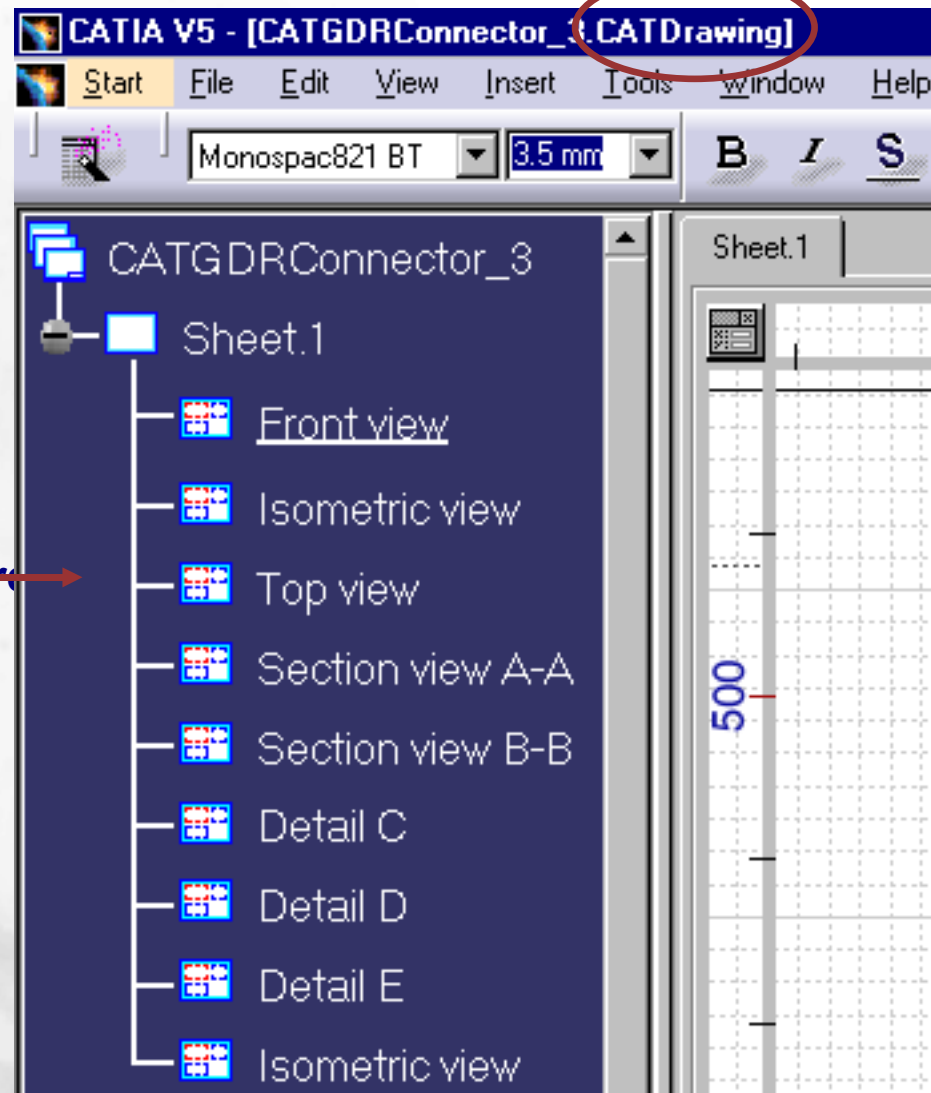 CATIA V5 - [CATGDRConnector_3.CATDrawing]
Start File Edit View Insert Tools Window Help
Monospac821 BT 3.5 mm B I S
CATGDRConnector_3
Sheet.1
Sheet.1
Front view
Isometric view
Top view
Section view A-A
500
Section view B-B
Detail C
Detail D
Detail E
Isometric view